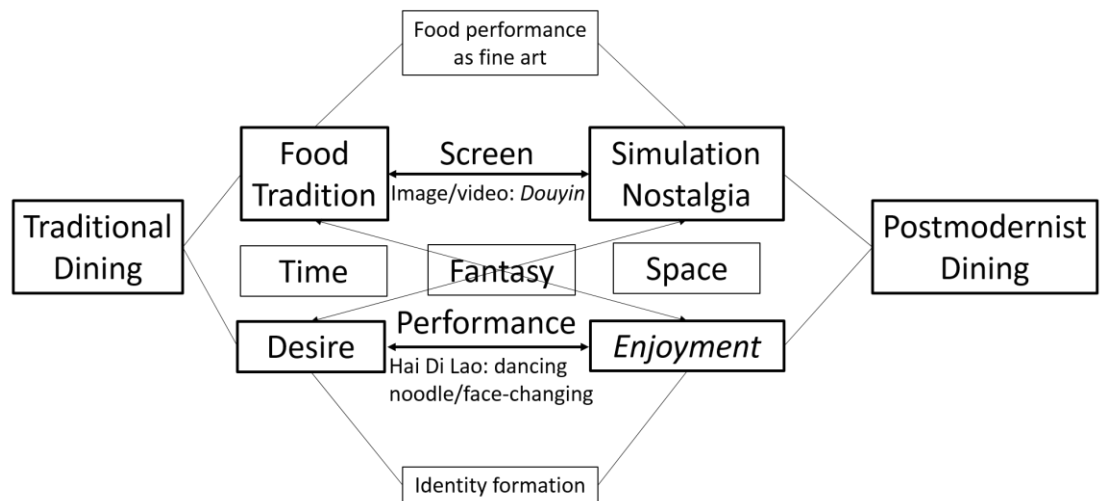 Food performance
as fine art
Food
Tradition
Screen
Image/video: Douyin
Simulation
Nostalgia
Traditional
Dining
Time
Fantasy
Space
Postmodernist
Dining
Desire
Performance
Hai Di Lao: dancing
noodle/face-changing
Enjoyment
Identity formation